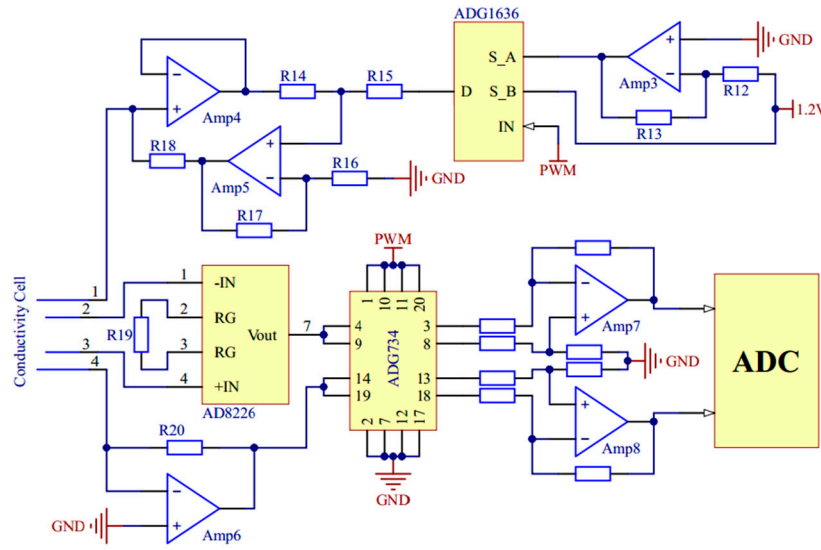 ADG1636
S_A
D
S_B
IN
PWM
GND
Amp3
R12
R13
1.2V
R14
R15
Amp4
R18
Amp5
R16
GND
R17
Conductivity Cell
1
2
3
4
1
-IN
2
RG
R19
3
RG
4
+IN
Vout
7
AD8226
PWM
1
10
11
20
4
9
14
19
ADG734
3
8
13
18
2
7
12
17
GND
R20
Amp6
GND
Amp7
GND
Amp8
ADC